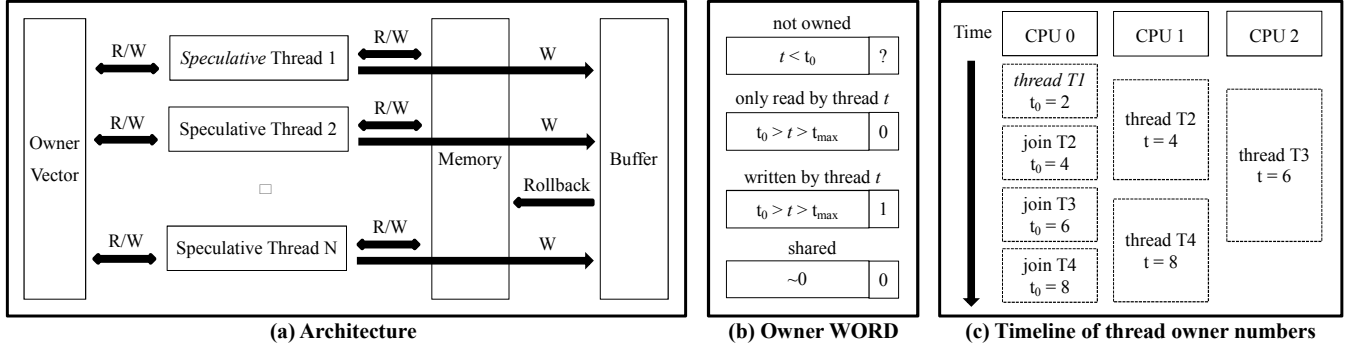 R/W
Speculative Thread 1
R/W
W
R/W
Speculative Thread 2
R/W
W
Owner
Vector
Memory
Buffer
Rollback
R/W
Speculative Thread N
R/W
W
(a) Architecture
not owned
t < t0
?
only read by thread t
t0 > t > tmax
0
written by thread t
t0 > t > tmax
1
shared
~0
0
(b) Owner WORD
Time
CPU 0
CPU 1
CPU 2
thread T1
t0 = 2
join T2
t0 = 4
join T3
t0 = 6
join T4
t0 = 8
thread T2
t = 4
thread T4
t = 8
thread T3
t = 6
(c) Timeline of thread owner numbers